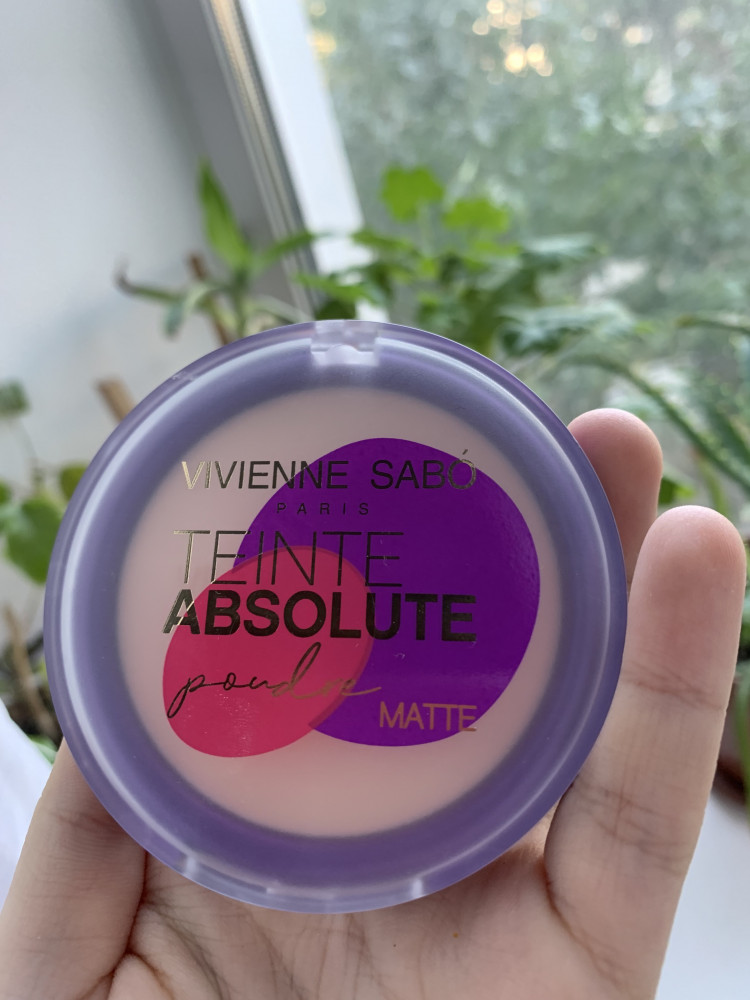 VIVIENNE SABÓ
PARIS
TEINTE
ABSOLUTE
poudre
MATTE